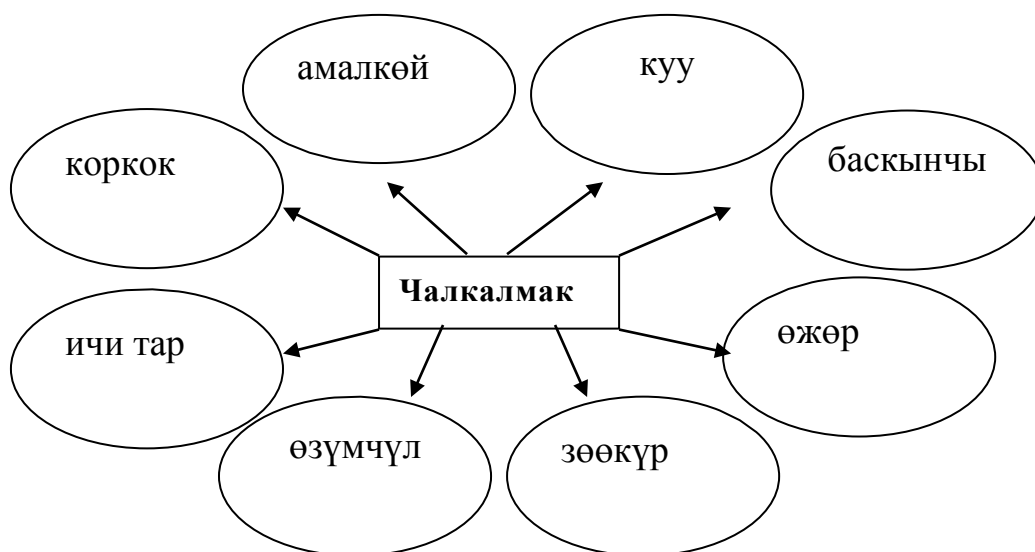 амалкөй
куу
коркок
баскынчы
Чалкалмак
ичи тар
өжөр
өзүмчүл
зөөкүр